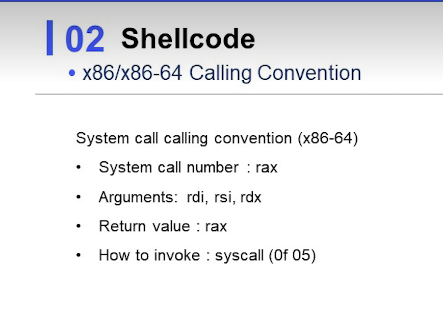 02 Shellcode
• x86/x86-64 Calling Convention
System call calling convention (x86-64)
• System call number : rax
• Arguments: rdi, rsi, rdx
• Return value : rax
• How to invoke : syscall (0f 05)